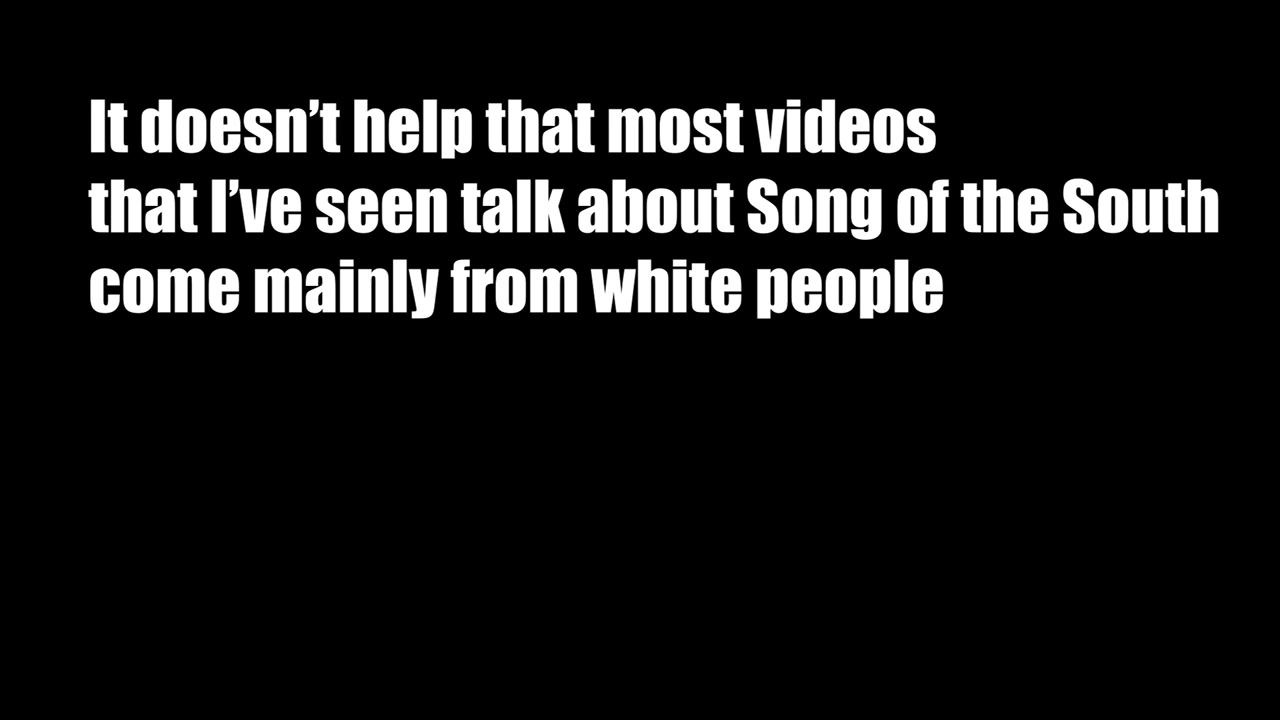 It doesn’t help that most videos
that I’ve seen talk about Song of the South
come mainly from white people